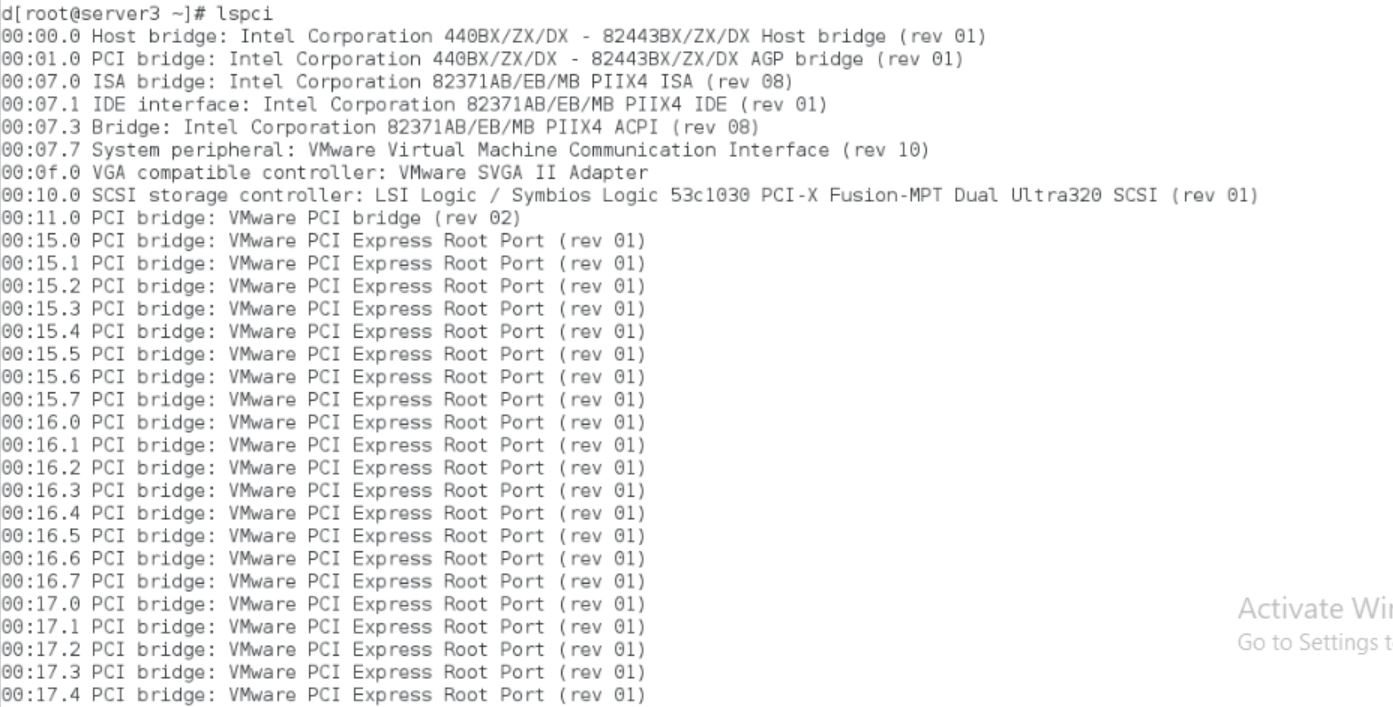 d[root@server3 ~]# lspci
00:00.0 Host bridge: Intel Corporation 440BX/ZX/DX - 82443BX/ZX/DX Host bridge (rev 01)
00:01.0 PCI bridge: Intel Corporation 440BX/ZX/DX - 82443BX/ZX/DX AGP bridge (rev 01)
00:07.0 ISA bridge: Intel Corporation 82371AB/EB/MB PIIX4 ISA (rev 08)
00:07.1 IDE interface: Intel Corporation 82371AB/EB/MB PIIX4 IDE (rev 01)
00:07.3 Bridge: Intel Corporation 82371AB/EB/MB PIIX4 ACPI (rev 08)
00:07.7 System peripheral: VMware Virtual Machine Communication Interface (rev 10)
00:0f.0 VGA compatible controller: VMware SVGA II Adapter
00:10.0 SCSI storage controller: LSI Logic / Symbios Logic 53c1030 PCI-X Fusion-MPT Dual Ultra320 SCSI (rev 01)
00:11.0 PCI bridge: VMware PCI bridge (rev 02)
00:15.0 PCI bridge: VMware PCI Express Root Port (rev 01)
00:15.1 PCI bridge: VMware PCI Express Root Port (rev 01)
00:15.2 PCI bridge: VMware PCI Express Root Port (rev 01)
00:15.3 PCI bridge: VMware PCI Express Root Port (rev 01)
00:15.4 PCI bridge: VMware PCI Express Root Port (rev 01)
00:15.5 PCI bridge: VMware PCI Express Root Port (rev 01)
00:15.6 PCI bridge: VMware PCI Express Root Port (rev 01)
00:15.7 PCI bridge: VMware PCI Express Root Port (rev 01)
00:16.0 PCI bridge: VMware PCI Express Root Port (rev 01)
00:16.1 PCI bridge: VMware PCI Express Root Port (rev 01)
00:16.2 PCI bridge: VMware PCI Express Root Port (rev 01)
00:16.3 PCI bridge: VMware PCI Express Root Port (rev 01)
00:16.4 PCI bridge: VMware PCI Express Root Port (rev 01)
00:16.5 PCI bridge: VMware PCI Express Root Port (rev 01)
00:16.6 PCI bridge: VMware PCI Express Root Port (rev 01)
00:16.7 PCI bridge: VMware PCI Express Root Port (rev 01)
00:17.0 PCI bridge: VMware PCI Express Root Port (rev 01)
00:17.1 PCI bridge: VMware PCI Express Root Port (rev 01)
00:17.2 PCI bridge: VMware PCI Express Root Port (rev 01)
00:17.3 PCI bridge: VMware PCI Express Root Port (rev 01)
00:17.4 PCI bridge: VMware PCI Express Root Port (rev 01)
Activate Win
Go to Settings t